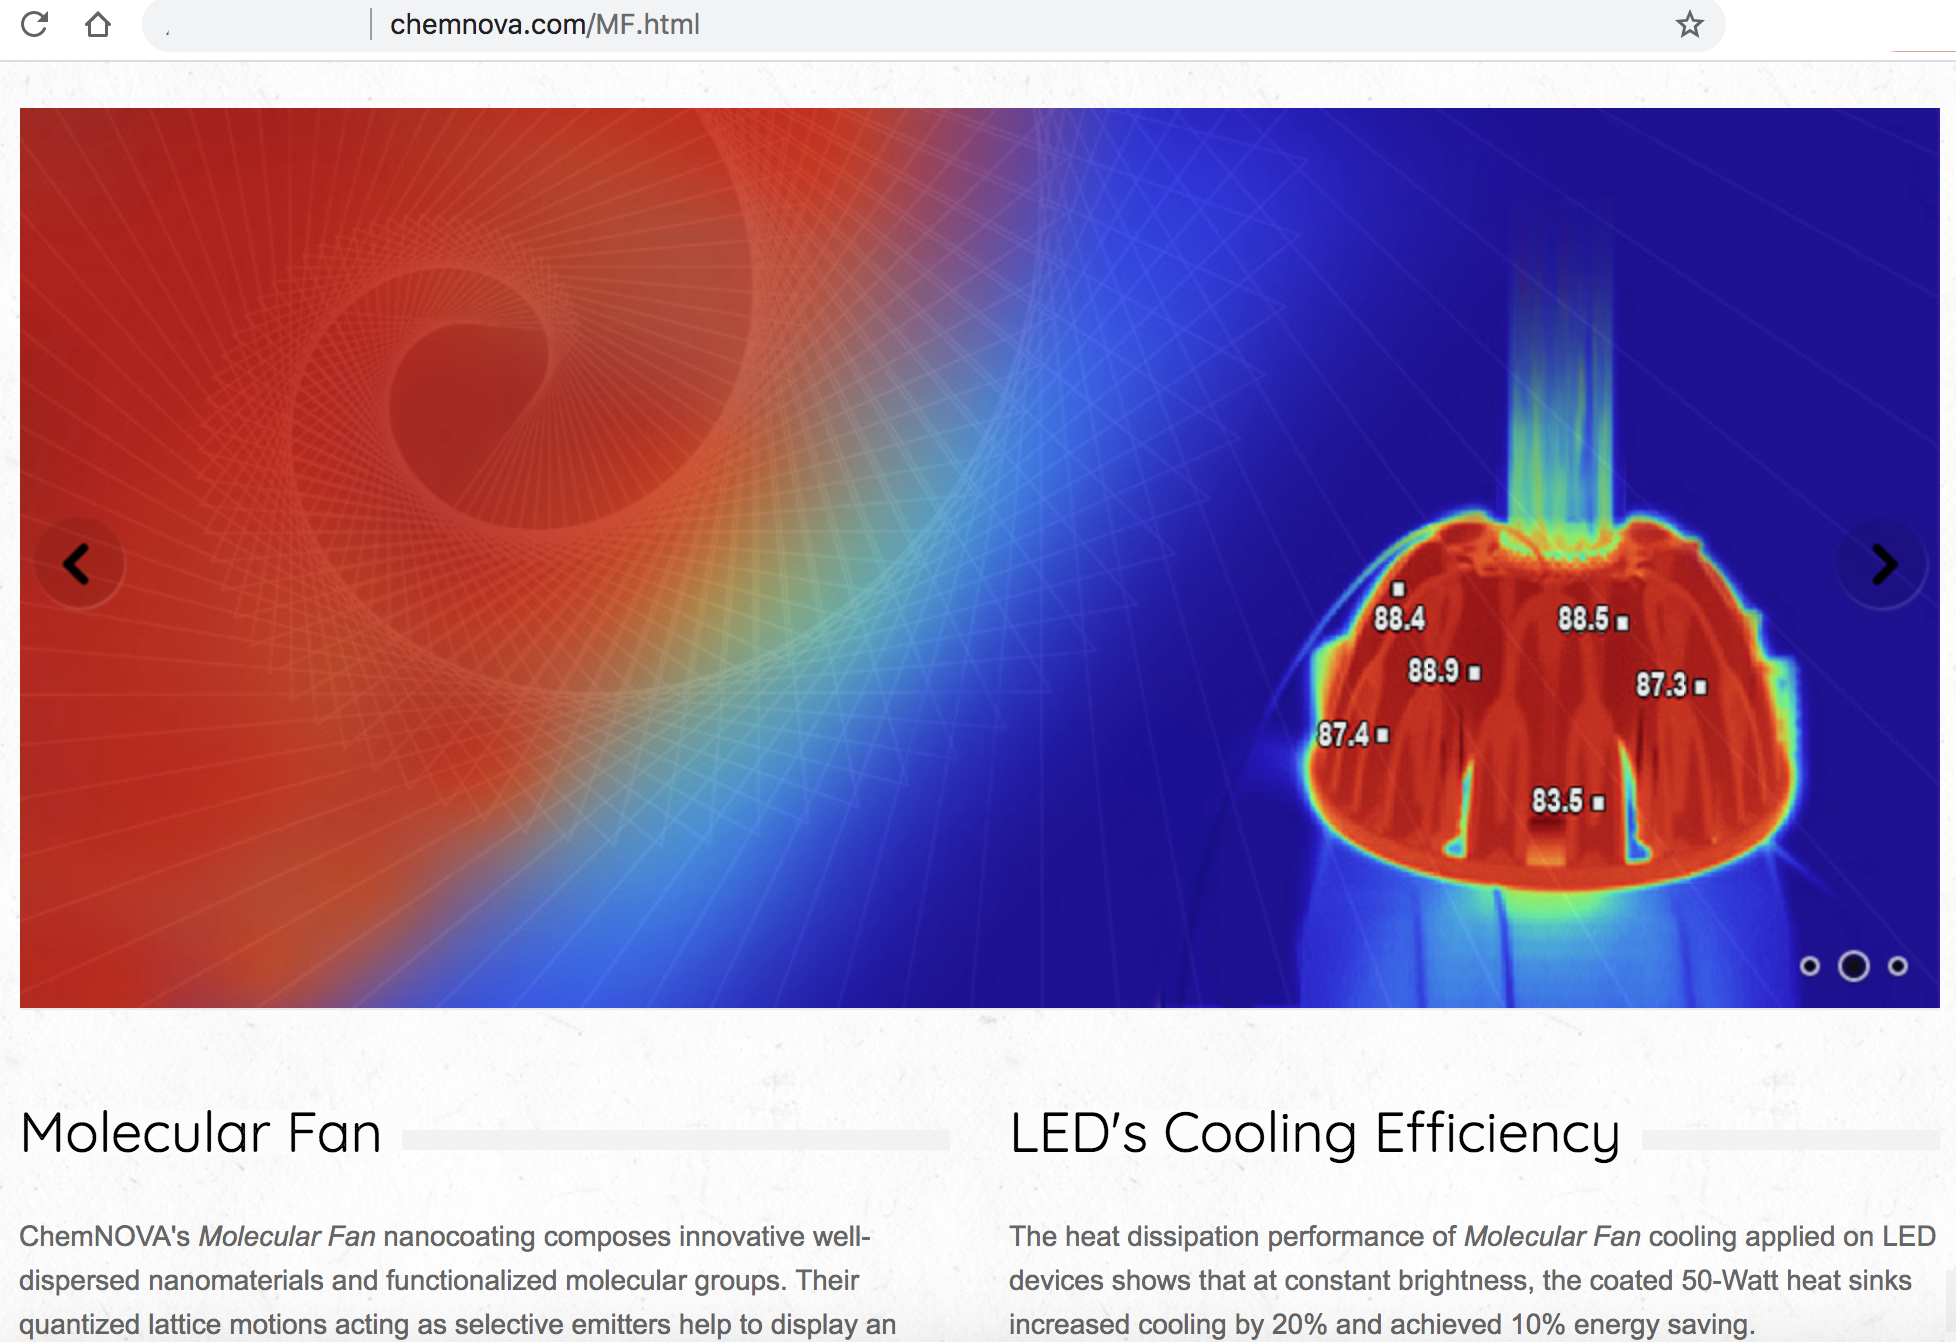 chemnova.com/MF.html
88.4
88.5
88.9
87.3
87.4
83.5
Molecular Fan
ChemNOVA's Molecular Fan nanocoating composes innovative well-
dispersed nanomaterials and functionalized molecular groups. Their
quantized lattice motions acting as selective emitters help to display an
LED's Cooling Efficiency
The heat dissipation performance of Molecular Fan cooling applied on LED
devices shows that at constant brightness, the coated 50-Watt heat sinks
increased cooling by 20% and achieved 10% energy saving.